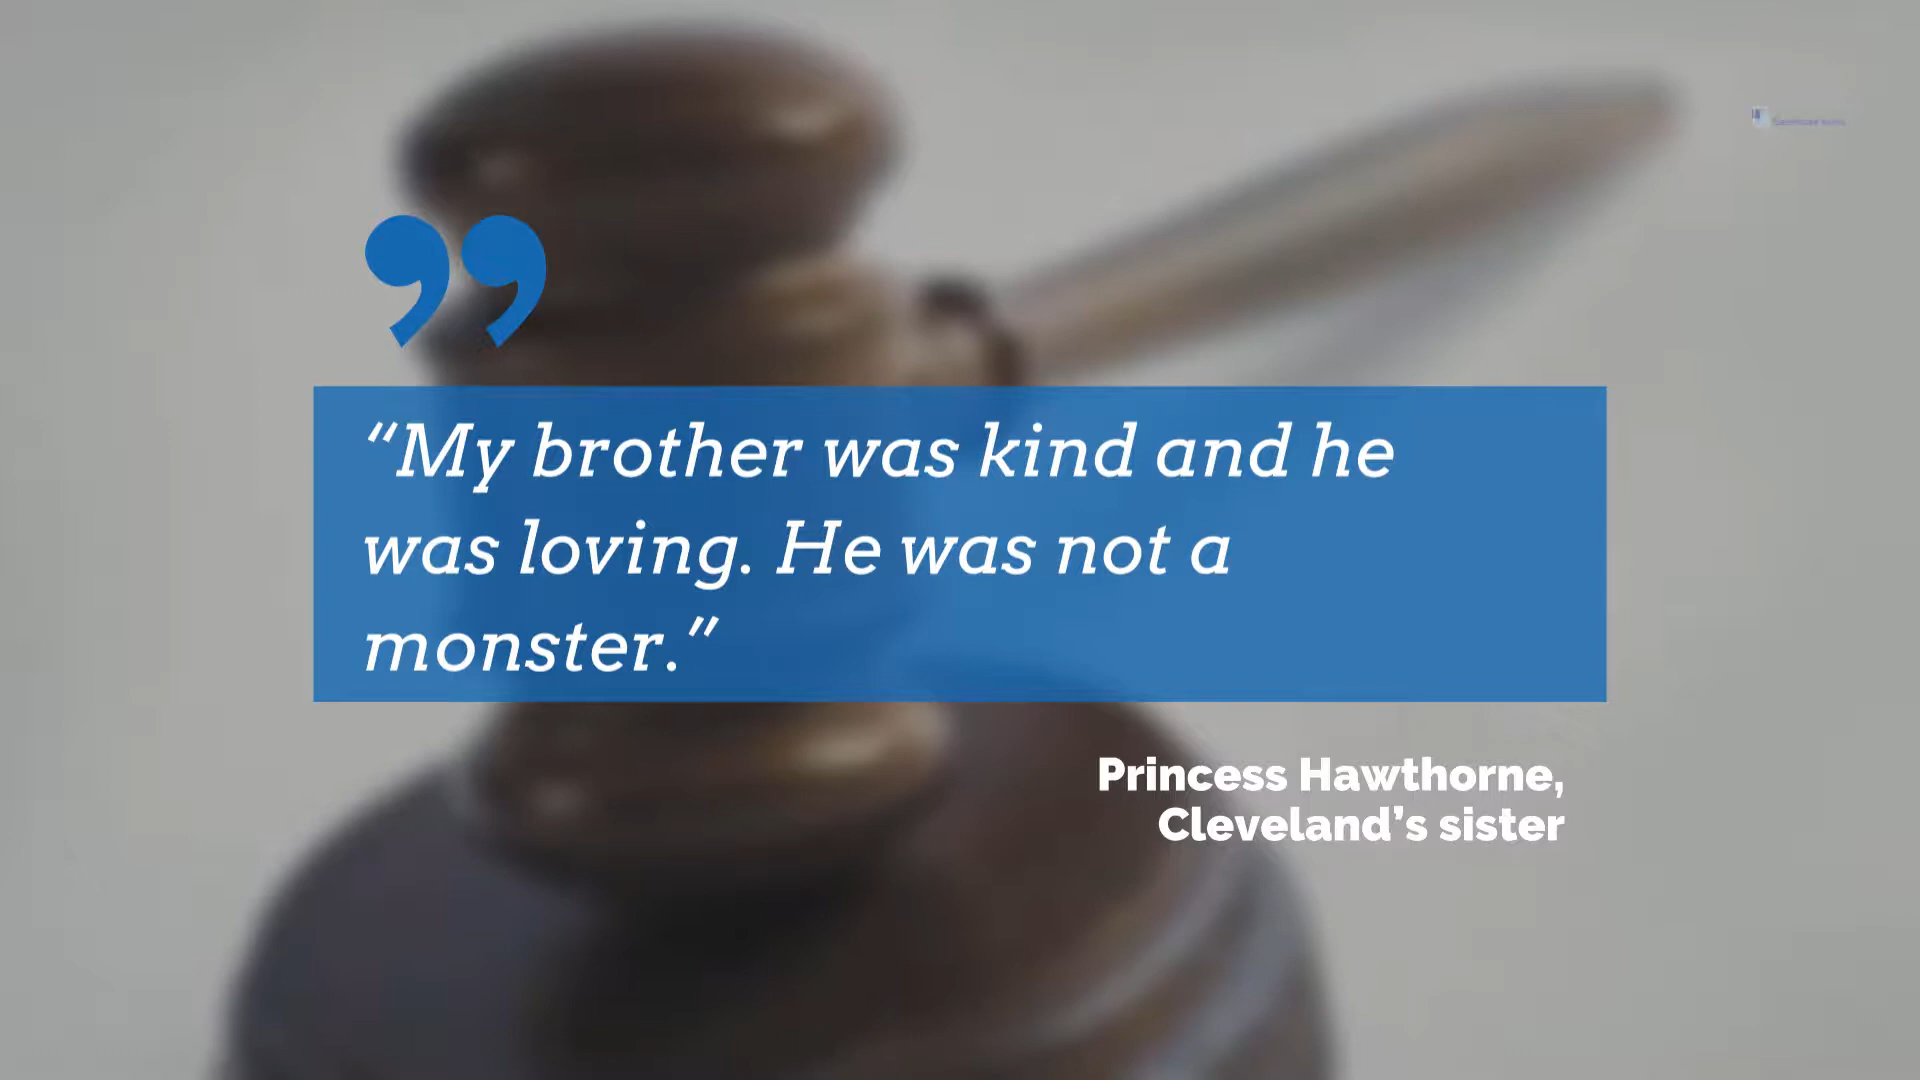 “My brother was kind and he
was loving. He was not a
monster.”
Princess Hawthorne,
Cleveland’s sister